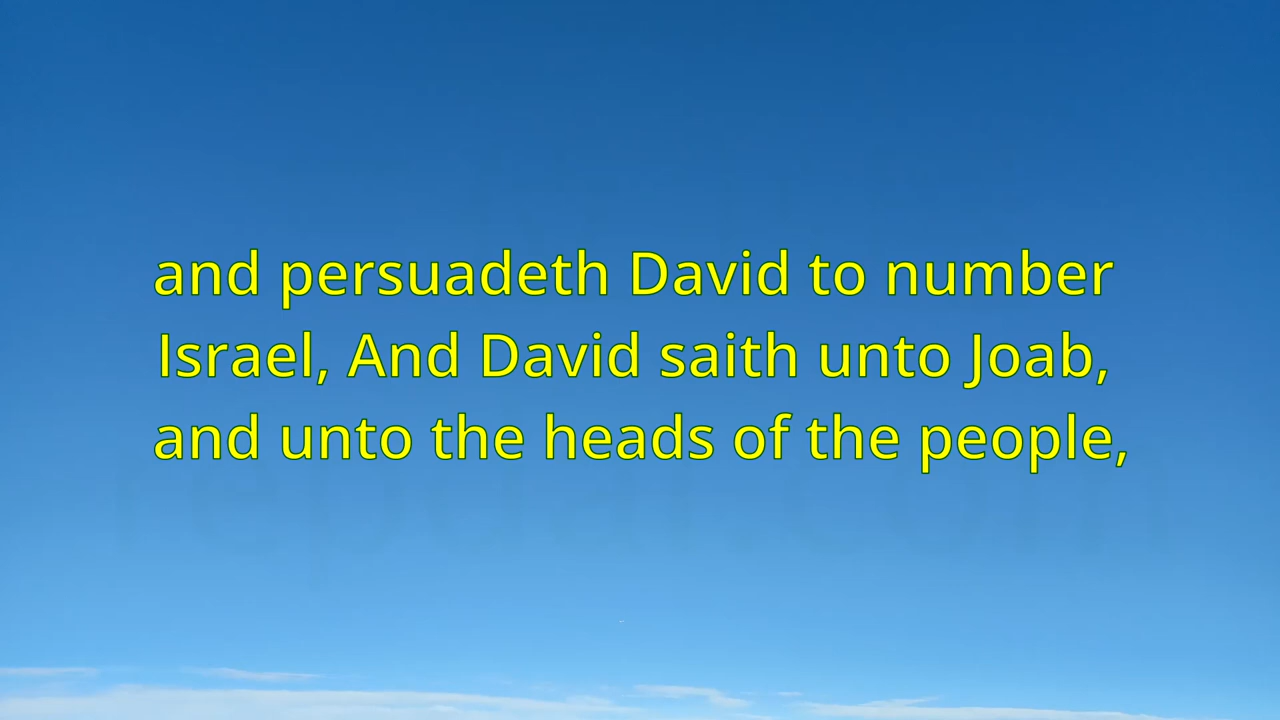 and persuadeth David to number
Israel, And David saith unto Joab,
and unto the heads of the people,